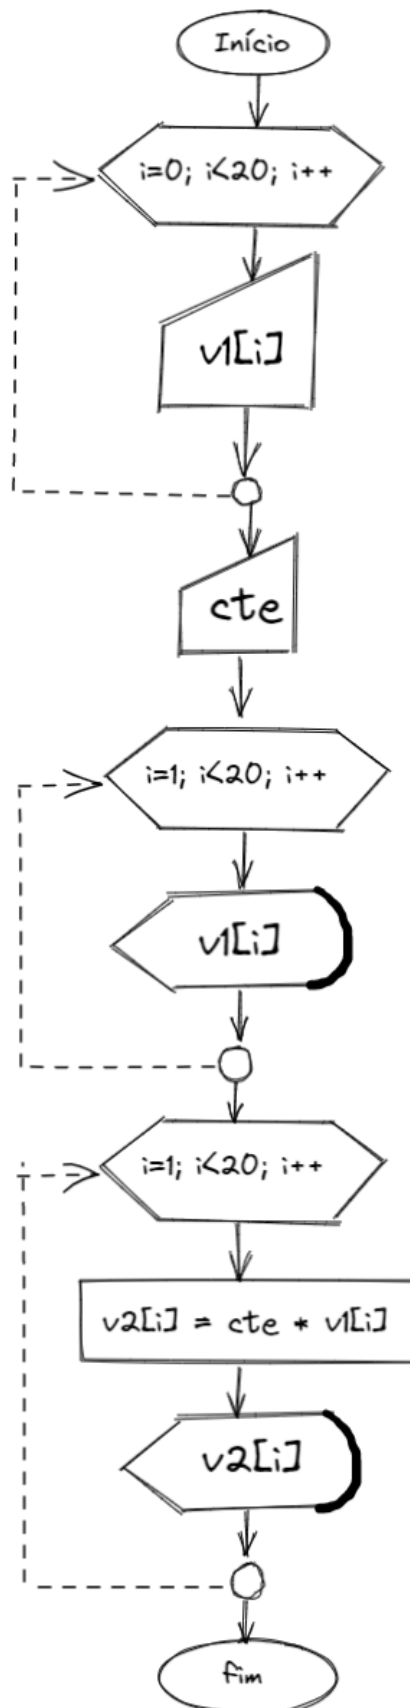 Início
i=0; i<20; i++
v1[i]
cte
i=1; i<20; i++
v1[i]
i=1; i<20; i++
v2[i] = cte * v1[i]
v2[i]
fim